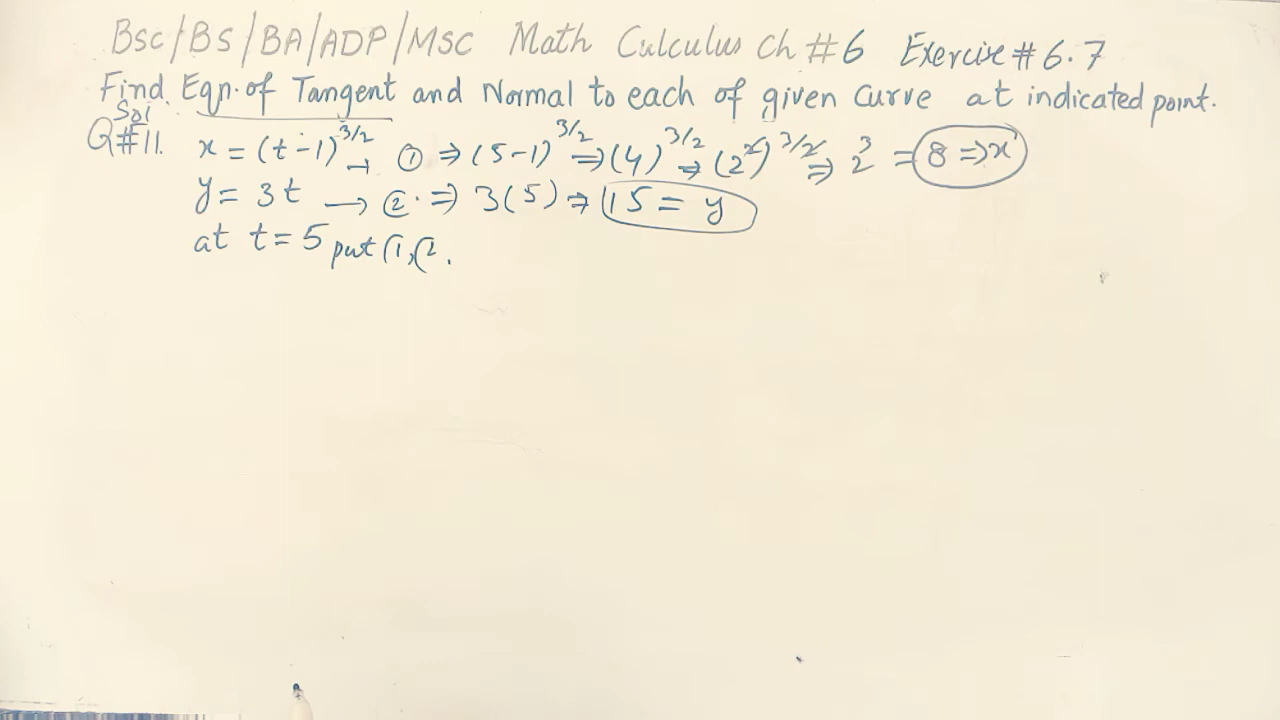 Bsc/BS/BA/ADP/MSC Math Calculus Ch #6 Exercise # 6.7
Find Eqn. of Tangent and Normal to each of given Curve at indicated point.
Sol
Q#11. x = (t-1)^3/2 → ① ⇒ (5-1)^3/2 ⇒ (4)^3/2 ⇒ (2^2)^3/2 ⇒ 2^3 = 8 ⇒ x
y = 3t → ②. ⇒ 3(5) ⇒ 15 = y
at t = 5 put (1,(2.